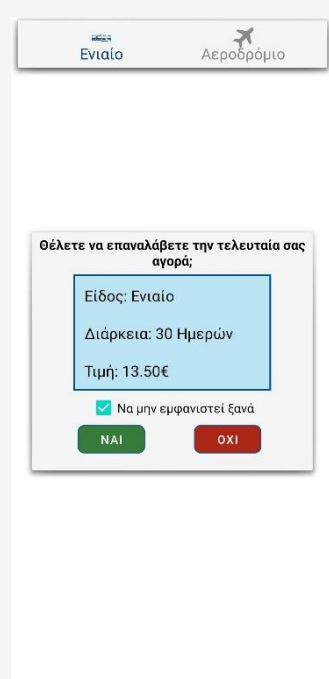 Ενιαίο
Αεροδρόμιο
Θέλετε να επαναλάβετε την τελευταία σας
αγορά;
Είδος: Ενιαίο
Διάρκεια: 30 Ημερών
Τιμή: 13.50€
Να μην εμφανιστεί ξανά
ΝΑΙ
ΟΧΙ